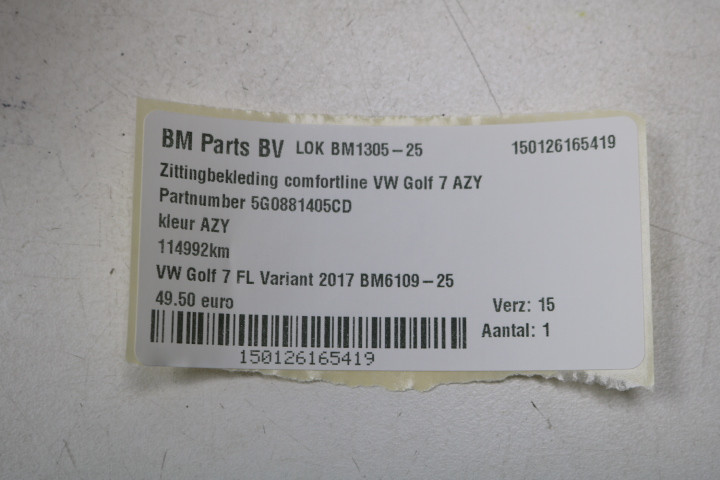 BM Parts BV LOK BM1305-25 150126165419
Zittingbekleding comfortline VW Golf 7 AZY
Partnumber 5G0881405CD
kleur AZY
114992km
VW Golf 7 FL Variant 2017 BM6109-25
49.50 euro Verz: 15
Aantal: 1
150126165419